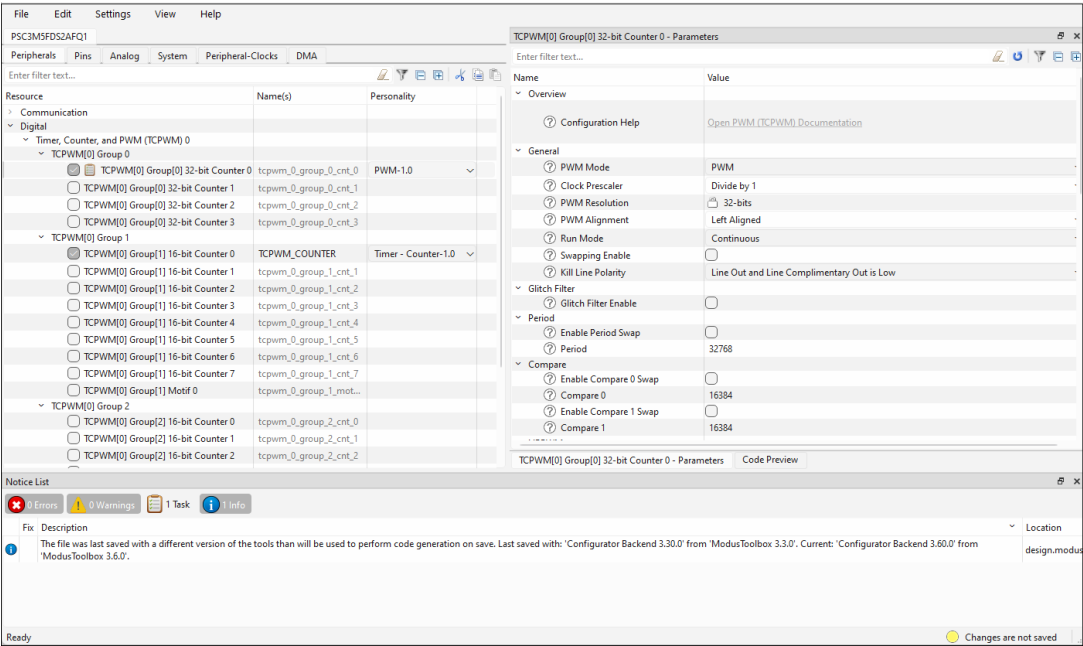 File Edit Settings View Help
PSC3M5FDS2AFQ1
Peripherals Pins Analog System Peripheral-Clocks DMA
Enter filter text...
Resource Name(s) Personality
Communication
Digital
Timer, Counter, and PWM (TCPWM) 0
TCPWM[0] Group 0
TCPWM[0] Group[0] 32-bit Counter 0 tcpwm_0_group_0_cnt_0 PWM-1.0
TCPWM[0] Group[0] 32-bit Counter 1 tcpwm_0_group_0_cnt_1
TCPWM[0] Group[0] 32-bit Counter 2 tcpwm_0_group_0_cnt_2
TCPWM[0] Group[0] 32-bit Counter 3 tcpwm_0_group_0_cnt_3
TCPWM[0] Group 1
TCPWM[0] Group[1] 16-bit Counter 0 TCPWM_COUNTER Timer - Counter-1.0
TCPWM[0] Group[1] 16-bit Counter 1 tcpwm_0_group_1_cnt_1
TCPWM[0] Group[1] 16-bit Counter 2 tcpwm_0_group_1_cnt_2
TCPWM[0] Group[1] 16-bit Counter 3 tcpwm_0_group_1_cnt_3
TCPWM[0] Group[1] 16-bit Counter 4 tcpwm_0_group_1_cnt_4
TCPWM[0] Group[1] 16-bit Counter 5 tcpwm_0_group_1_cnt_5
TCPWM[0] Group[1] 16-bit Counter 6 tcpwm_0_group_1_cnt_6
TCPWM[0] Group[1] 16-bit Counter 7 tcpwm_0_group_1_cnt_7
TCPWM[0] Group[1] Motif 0 tcpwm_0_group_1_mot...
TCPWM[0] Group 2
TCPWM[0] Group[2] 16-bit Counter 0 tcpwm_0_group_2_cnt_0
TCPWM[0] Group[2] 16-bit Counter 1 tcpwm_0_group_2_cnt_1
TCPWM[0] Group[2] 16-bit Counter 2 tcpwm_0_group_2_cnt_2
TCPWM[0] Group[0] 32-bit Counter 0 - Parameters
Enter filter text...
Name Value
Overview
Configuration Help Open PWM (TCPWM) Documentation
General
PWM Mode PWM
Clock Prescaler Divide by 1
PWM Resolution 32-bits
PWM Alignment Left Aligned
Run Mode Continuous
Swapping Enable
Kill Line Polarity Line Out and Line Complimentary Out is Low
Glitch Filter
Glitch Filter Enable
Period
Enable Period Swap
Period 32768
Compare
Enable Compare 0 Swap
Compare 0 16384
Enable Compare 1 Swap
Compare 1 16384
TCPWM[0] Group[0] 32-bit Counter 0 - Parameters Code Preview
Notice List
0 Errors 0 Warnings 1 Task 1 Info
Fix Description Location
The file was last saved with a different version of the tools than will be used to perform code generation on save. Last saved with: 'Configurator Backend 3.30.0' from 'ModusToolbox 3.3.0'. Current: 'Configurator Backend 3.60.0' from
'ModusToolbox 3.6.0'.
design.modus
Ready Changes are not saved